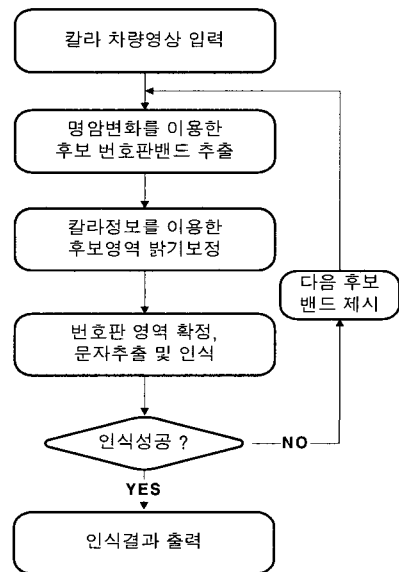 칼라 차량영상 입력
명암변화를 이용한
후보 번호판밴드 추출
칼라정보를 이용한
후보영역 밝기보정
다음 후보
밴드 제시
번호판 영역 확정,
문자추출 및 인식
인식성공 ?
NO
YES
인식결과 출력